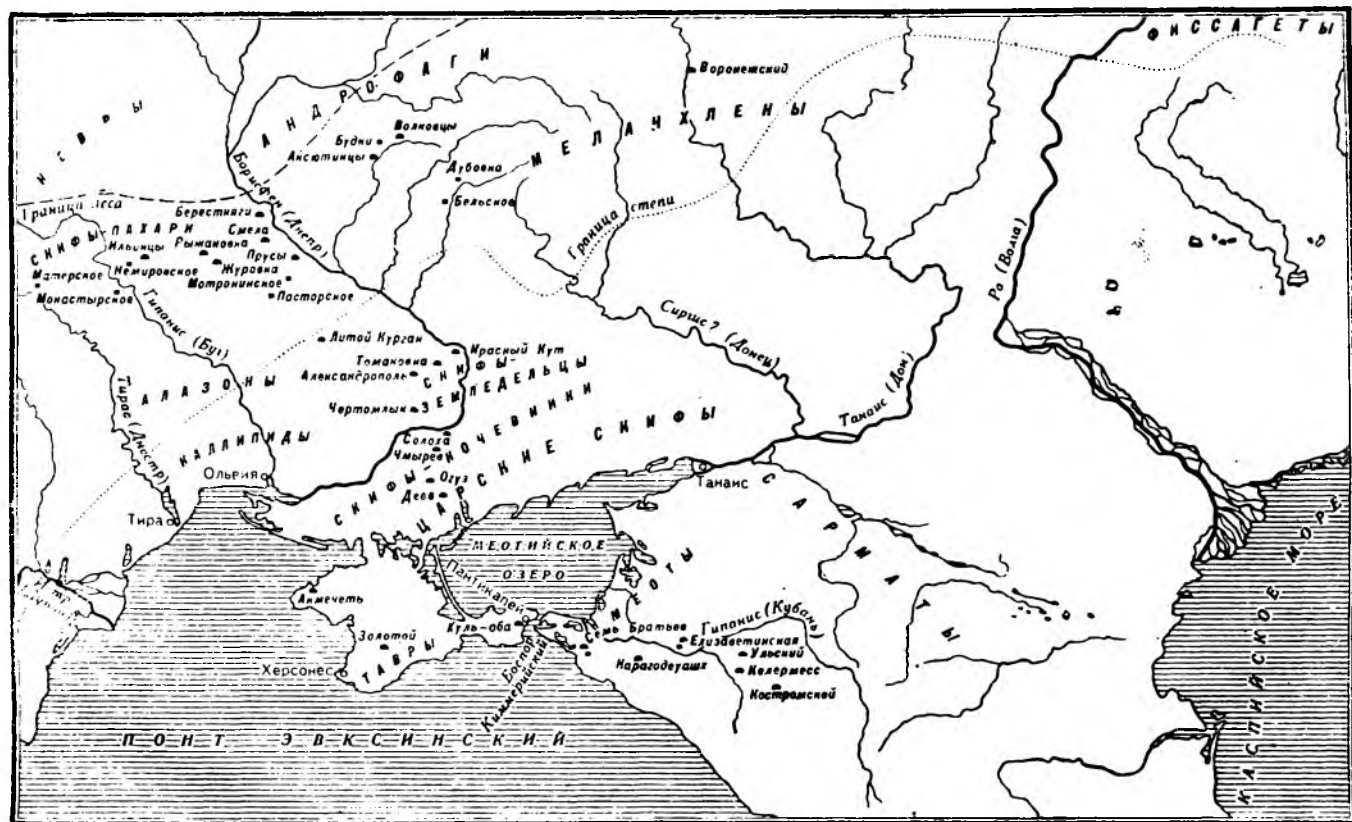 ФИССАГЕТЫ
АНДРОФАГИ
НЕВРЫ
МЕЛАНХЛЕНЫ
Воронежский
Волковцы
Будки
Аксютинцы
Дубовка
Бельское
Борисфен (Днепр)
Граница леса
Граница степи
Берестняги
Смела
СКИФЫ-ПАХАРИ
Ильинцы
Рыжановка
Прусы
Немировское
Журовка
Матерское
Мотронинское
Монастырское
Пасторское
Гипанис (Буг)
Ра (Волга)
Сиргис? (Донец)
Танаис (Дон)
Литой Курган
Красный Кут
Томаковка
Александрополь
СКИФЫ-
ЗЕМЛЕДЕЛЬЦЫ
Чертомлык
АЛАЗОНЫ
Тирас (Днестр)
КАЛЛИПИДЫ
Солоха
Чмырев
СКИФЫ-КОЧЕВНИКИ
ЦАРСКИЕ СКИФЫ
Ольвия
Огуз
Деев
Танаис
Тира
САРМАТЫ
МЕОТИЙСКОЕ
ОЗЕРО
МЕОТЫ
Пантикапей
Акмечеть
Куль-оба
Семь Братьев
Гипанис (Кубань)
Елизаветинская
Ульский
Золотой
Карагодеуашх
Келермесс
Херсонес
ТАВРЫ
Костромской
Боспор
Киммерийский
ПОНТ ЭВКСИНСКИЙ
КАСПИЙСКОЕ МОРЕ